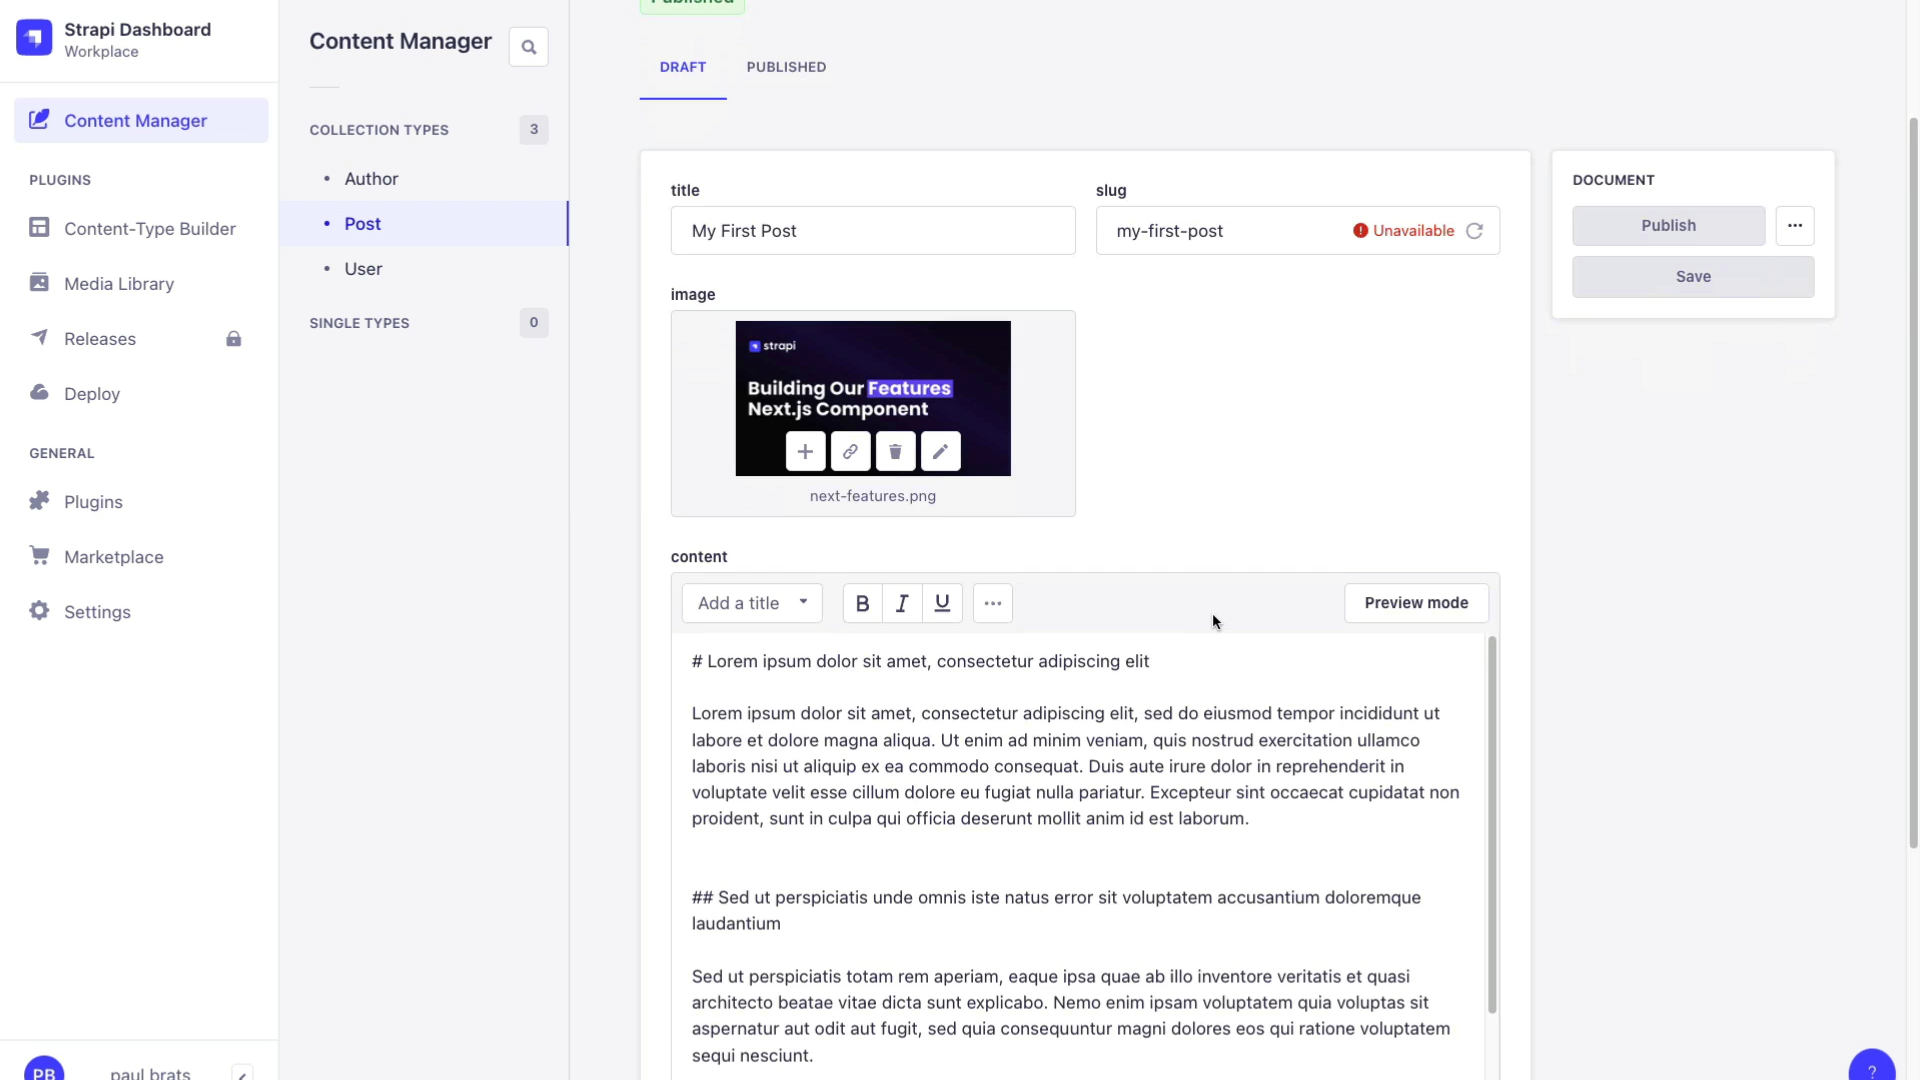 Strapi Dashboard
Workplace
Content Manager
PLUGINS
Content-Type Builder
Media Library
Releases
Deploy
GENERAL
Plugins
Marketplace
Settings
PB
paul brats
Content Manager
COLLECTION TYPES 3
Author
Post
User
SINGLE TYPES 0
Published
DRAFT
PUBLISHED
title
My First Post
slug
my-first-post
Unavailable
image
strapi
Building Our Features
Next.js Component
next-features.png
content
Add a title
B I U ...
Preview mode
# Lorem ipsum dolor sit amet, consectetur adipiscing elit
Lorem ipsum dolor sit amet, consectetur adipiscing elit, sed do eiusmod tempor incididunt ut
labore et dolore magna aliqua. Ut enim ad minim veniam, quis nostrud exercitation ullamco
laboris nisi ut aliquip ex ea commodo consequat. Duis aute irure dolor in reprehenderit in
voluptate velit esse cillum dolore eu fugiat nulla pariatur. Excepteur sint occaecat cupidatat non
proident, sunt in culpa qui officia deserunt mollit anim id est laborum.
## Sed ut perspiciatis unde omnis iste natus error sit voluptatem accusantium doloremque
laudantium
Sed ut perspiciatis totam rem aperiam, eaque ipsa quae ab illo inventore veritatis et quasi
architecto beatae vitae dicta sunt explicabo. Nemo enim ipsam voluptatem quia voluptas sit
aspernatur aut odit aut fugit, sed quia consequuntur magni dolores eos qui ratione voluptatem
sequi nesciunt.
DOCUMENT
Publish
...
Save
?